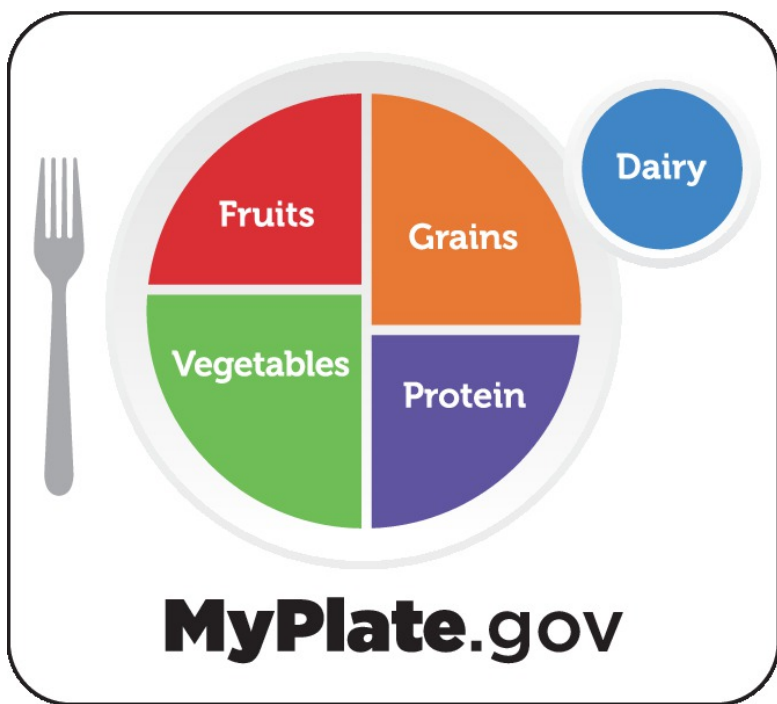 Fruits
Grains
Dairy
Vegetables
Protein
MyPlate.gov